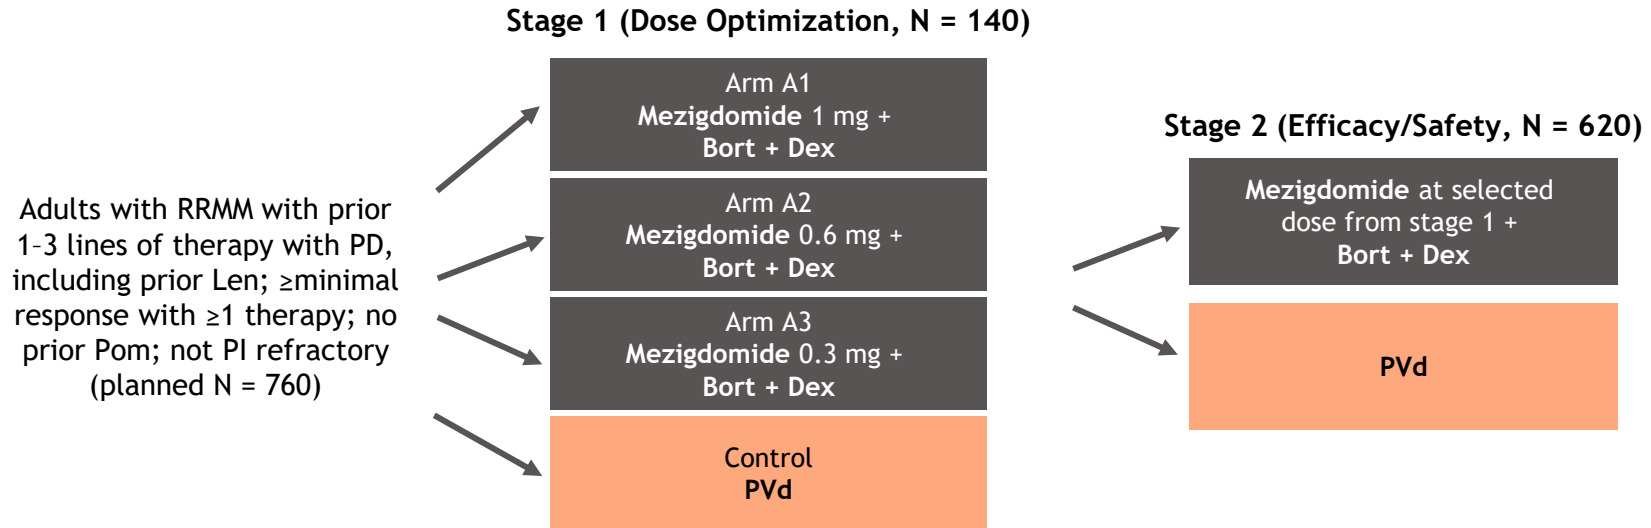 Stage 1 (Dose Optimization, N = 140)
Adults with RRMM with prior
1–3 lines of therapy with PD,
including prior Len; ≥minimal
response with ≥1 therapy; no
prior Pom; not PI refractory
(planned N = 760)
Arm A1
Mezigdomide 1 mg +
Bort + Dex
Arm A2
Mezigdomide 0.6 mg +
Bort + Dex
Arm A3
Mezigdomide 0.3 mg +
Bort + Dex
Control
PVd
Stage 2 (Efficacy/Safety, N = 620)
Mezigdomide at selected
dose from stage 1 +
Bort + Dex
PVd